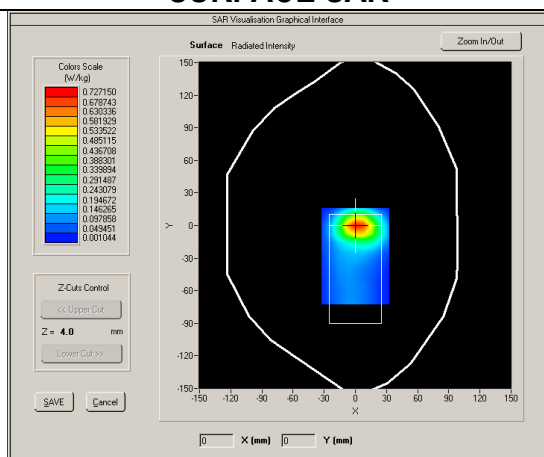 SURFACE SAR
SAR Visualisation Graphical Interface
Surface Radiated Intensity
Zoom In/Out
Colors Scale
(W/kg)
0.727150
0.678743
0.630336
0.581929
0.533522
0.485115
0.436708
0.388301
0.339894
0.291487
0.243079
0.194672
0.146265
0.097858
0.049451
0.001044
Z-Cuts Control
<< Upper Cut
Z = 4.0 mm
Lower Cut >>
SAVE
Cancel
150
120
90
60
30
0
-30
-60
-90
-120
-150
Y
-150 -120 -90 -60 -30 0 30 60 90 120 150
X
0 X (mm) 0 Y (mm)